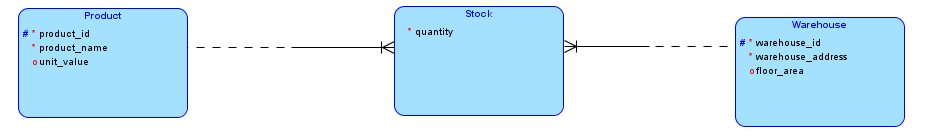 Product
# * product_id
* product_name
o unit_value
Stock
* quantity
Warehouse
# * warehouse_id
* warehouse_address
o floor_area